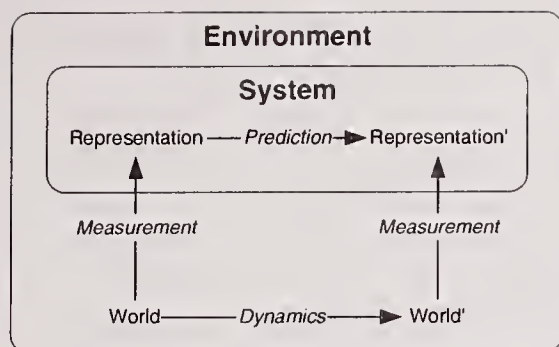 Environment
System
Representation Prediction Representation'
Measurement Measurement
World Dynamics World'